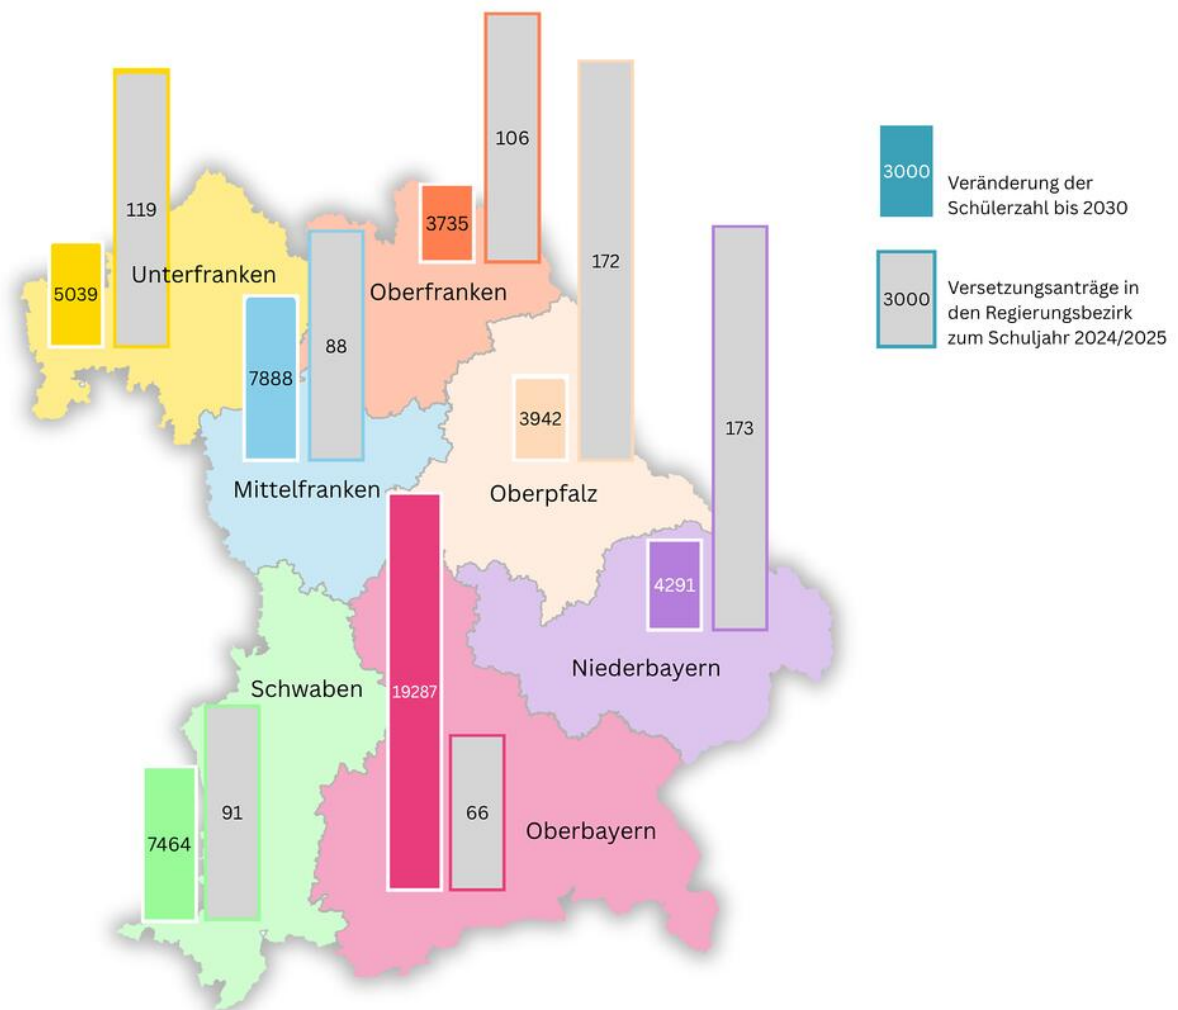 106
119
3735
172
3000
Veränderung der
Schülerzahl bis 2030
Unterfranken
5039
Oberfranken
3000
Versetzungsanträge in
den Regierungsbezirk
zum Schuljahr 2024/2025
88
7888
3942
173
Mittelfranken
Oberpfalz
4291
Niederbayern
Schwaben
19287
91
7464
66
Oberbayern